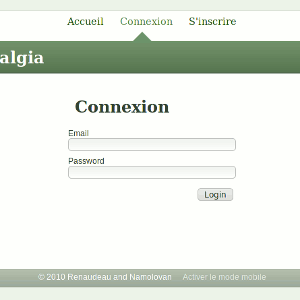 Accueil Connexion S'inscrire
algia
Connexion
Email
Password
Login
© 2010 Renaudeau and Namolovan Activer le mode mobile